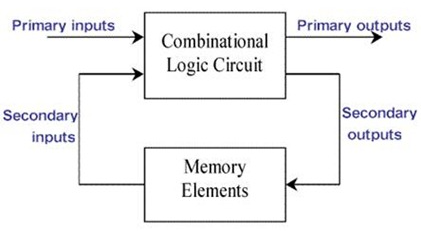 Primary inputs
Primary outputs
Combinational
Logic Circuit
Secondary
inputs
Secondary
outputs
Memory
Elements